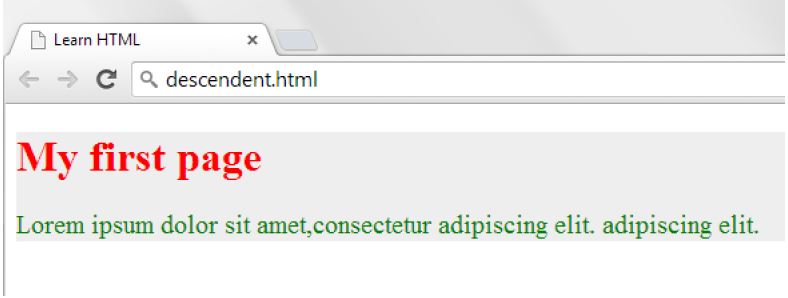 Learn HTML
descendent.html
My first page
Lorem ipsum dolor sit amet,consectetur adipiscing elit. adipiscing elit.